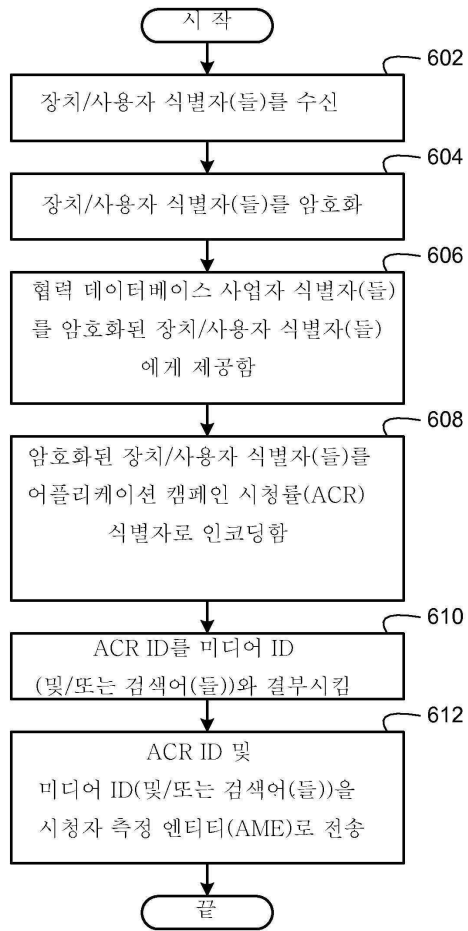 시 작
602
장치/사용자 식별자(들)를 수신
604
장치/사용자 식별자(들)를 암호화
606
협력 데이터베이스 사업자 식별자(들)
를 암호화된 장치/사용자 식별자(들)
에게 제공함
608
암호화된 장치/사용자 식별자(들)를
어플리케이션 캠페인 시청률(ACR)
식별자로 인코딩함
610
ACR ID를 미디어 ID
(및/또는 검색어(들))와 결부시킴
612
ACR ID 및
미디어 ID(및/또는 검색어(들))을
시청자 측정 엔티티(AME)로 전송
끝